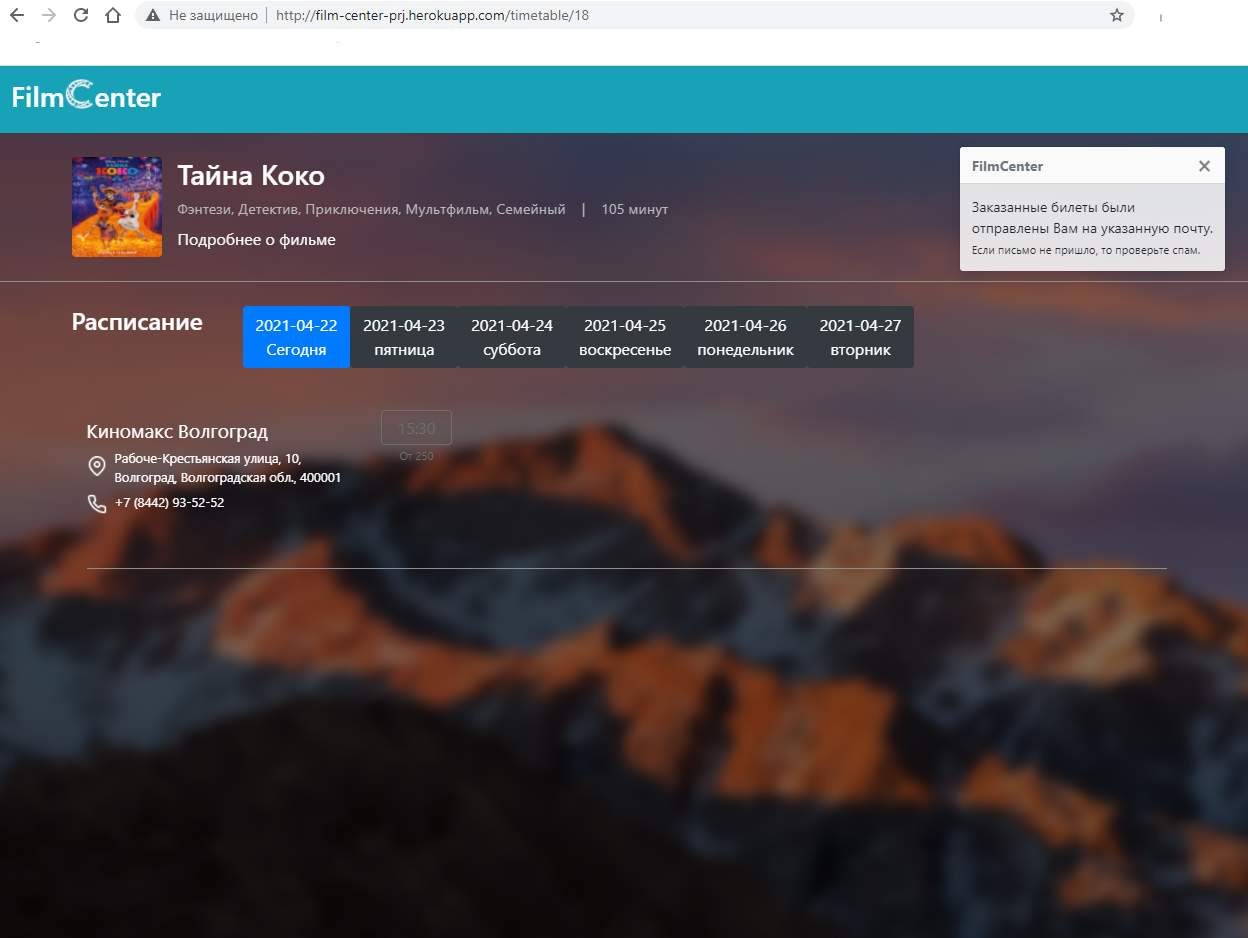 Не защищено
http://film-center-prj.herokuapp.com/timetable/18
FilmCenter
КОКО
Тайна Коко
Фэнтези, Детектив, Приключения, Мультфильм, Семейный | 105 минут
Подробнее о фильме
FilmCenter
Заказанные билеты были
отправлены Вам на указанную почту.
Если письмо не пришло, то проверьте спам.
Расписание
2021-04-22
Сегодня
2021-04-23
пятница
2021-04-24
суббота
2021-04-25
воскресенье
2021-04-26
понедельник
2021-04-27
вторник
Киномакс Волгоград
Рабоче-Крестьянская улица, 10,
Волгоград, Волгоградская обл., 400001
+7 (8442) 93-52-52
15:30
От 250